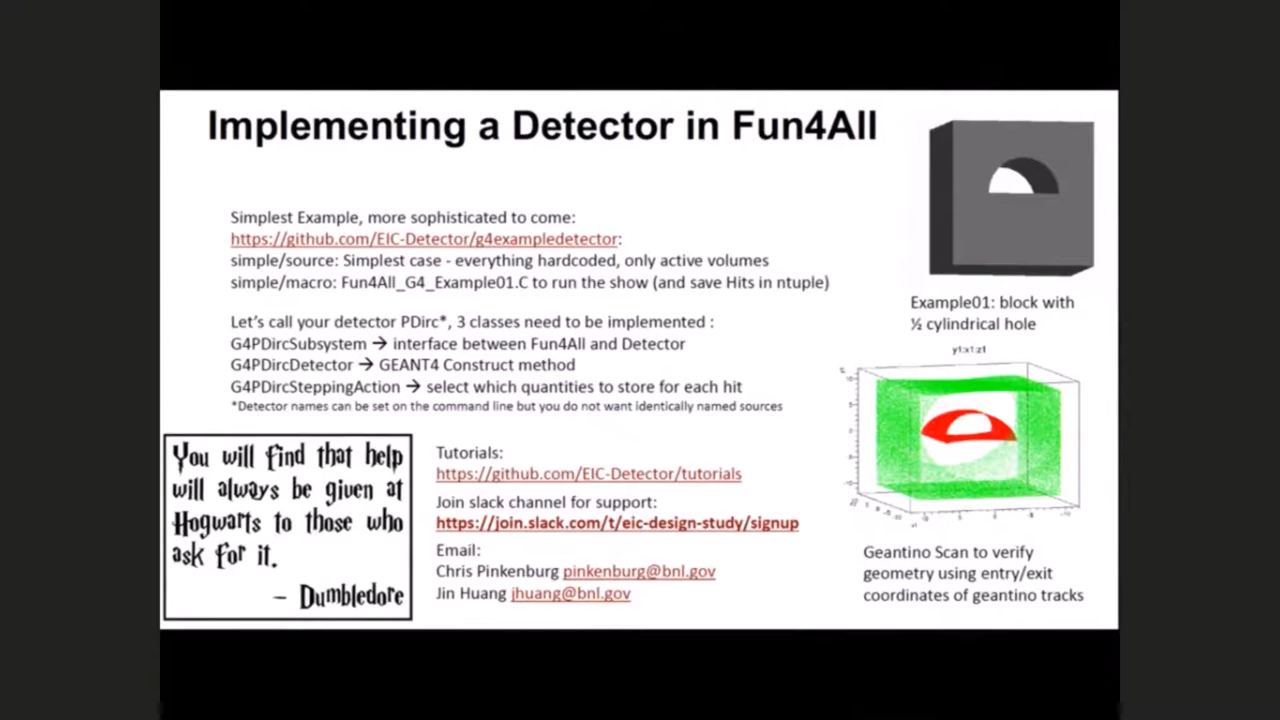 Implementing a Detector in Fun4All
Simplest Example, more sophisticated to come:
https://github.com/EIC-Detector/g4exampledetector:
simple/source: Simplest case - everything hardcoded, only active volumes
simple/macro: Fun4All_G4_Example01.C to run the show (and save Hits in ntuple)
Let's call your detector PDirc*, 3 classes need to be implemented :
G4PDircSubsystem → interface between Fun4All and Detector
G4PDircDetector → GEANT4 Construct method
G4PDircSteppingAction → select which quantities to store for each hit
*Detector names can be set on the command line but you do not want identically named sources
You will find that help
will always be given at
Hogwarts to those who
ask for it.
– Dumbledore
Tutorials:
https://github.com/EIC-Detector/tutorials
Join slack channel for support:
https://join.slack.com/t/eic-design-study/signup
Email:
Chris Pinkenburg pinkenburg@bnl.gov
Jin Huang jhuang@bnl.gov
Example01: block with
½ cylindrical hole
y1:x1:z1
Geantino Scan to verify
geometry using entry/exit
coordinates of geantino tracks